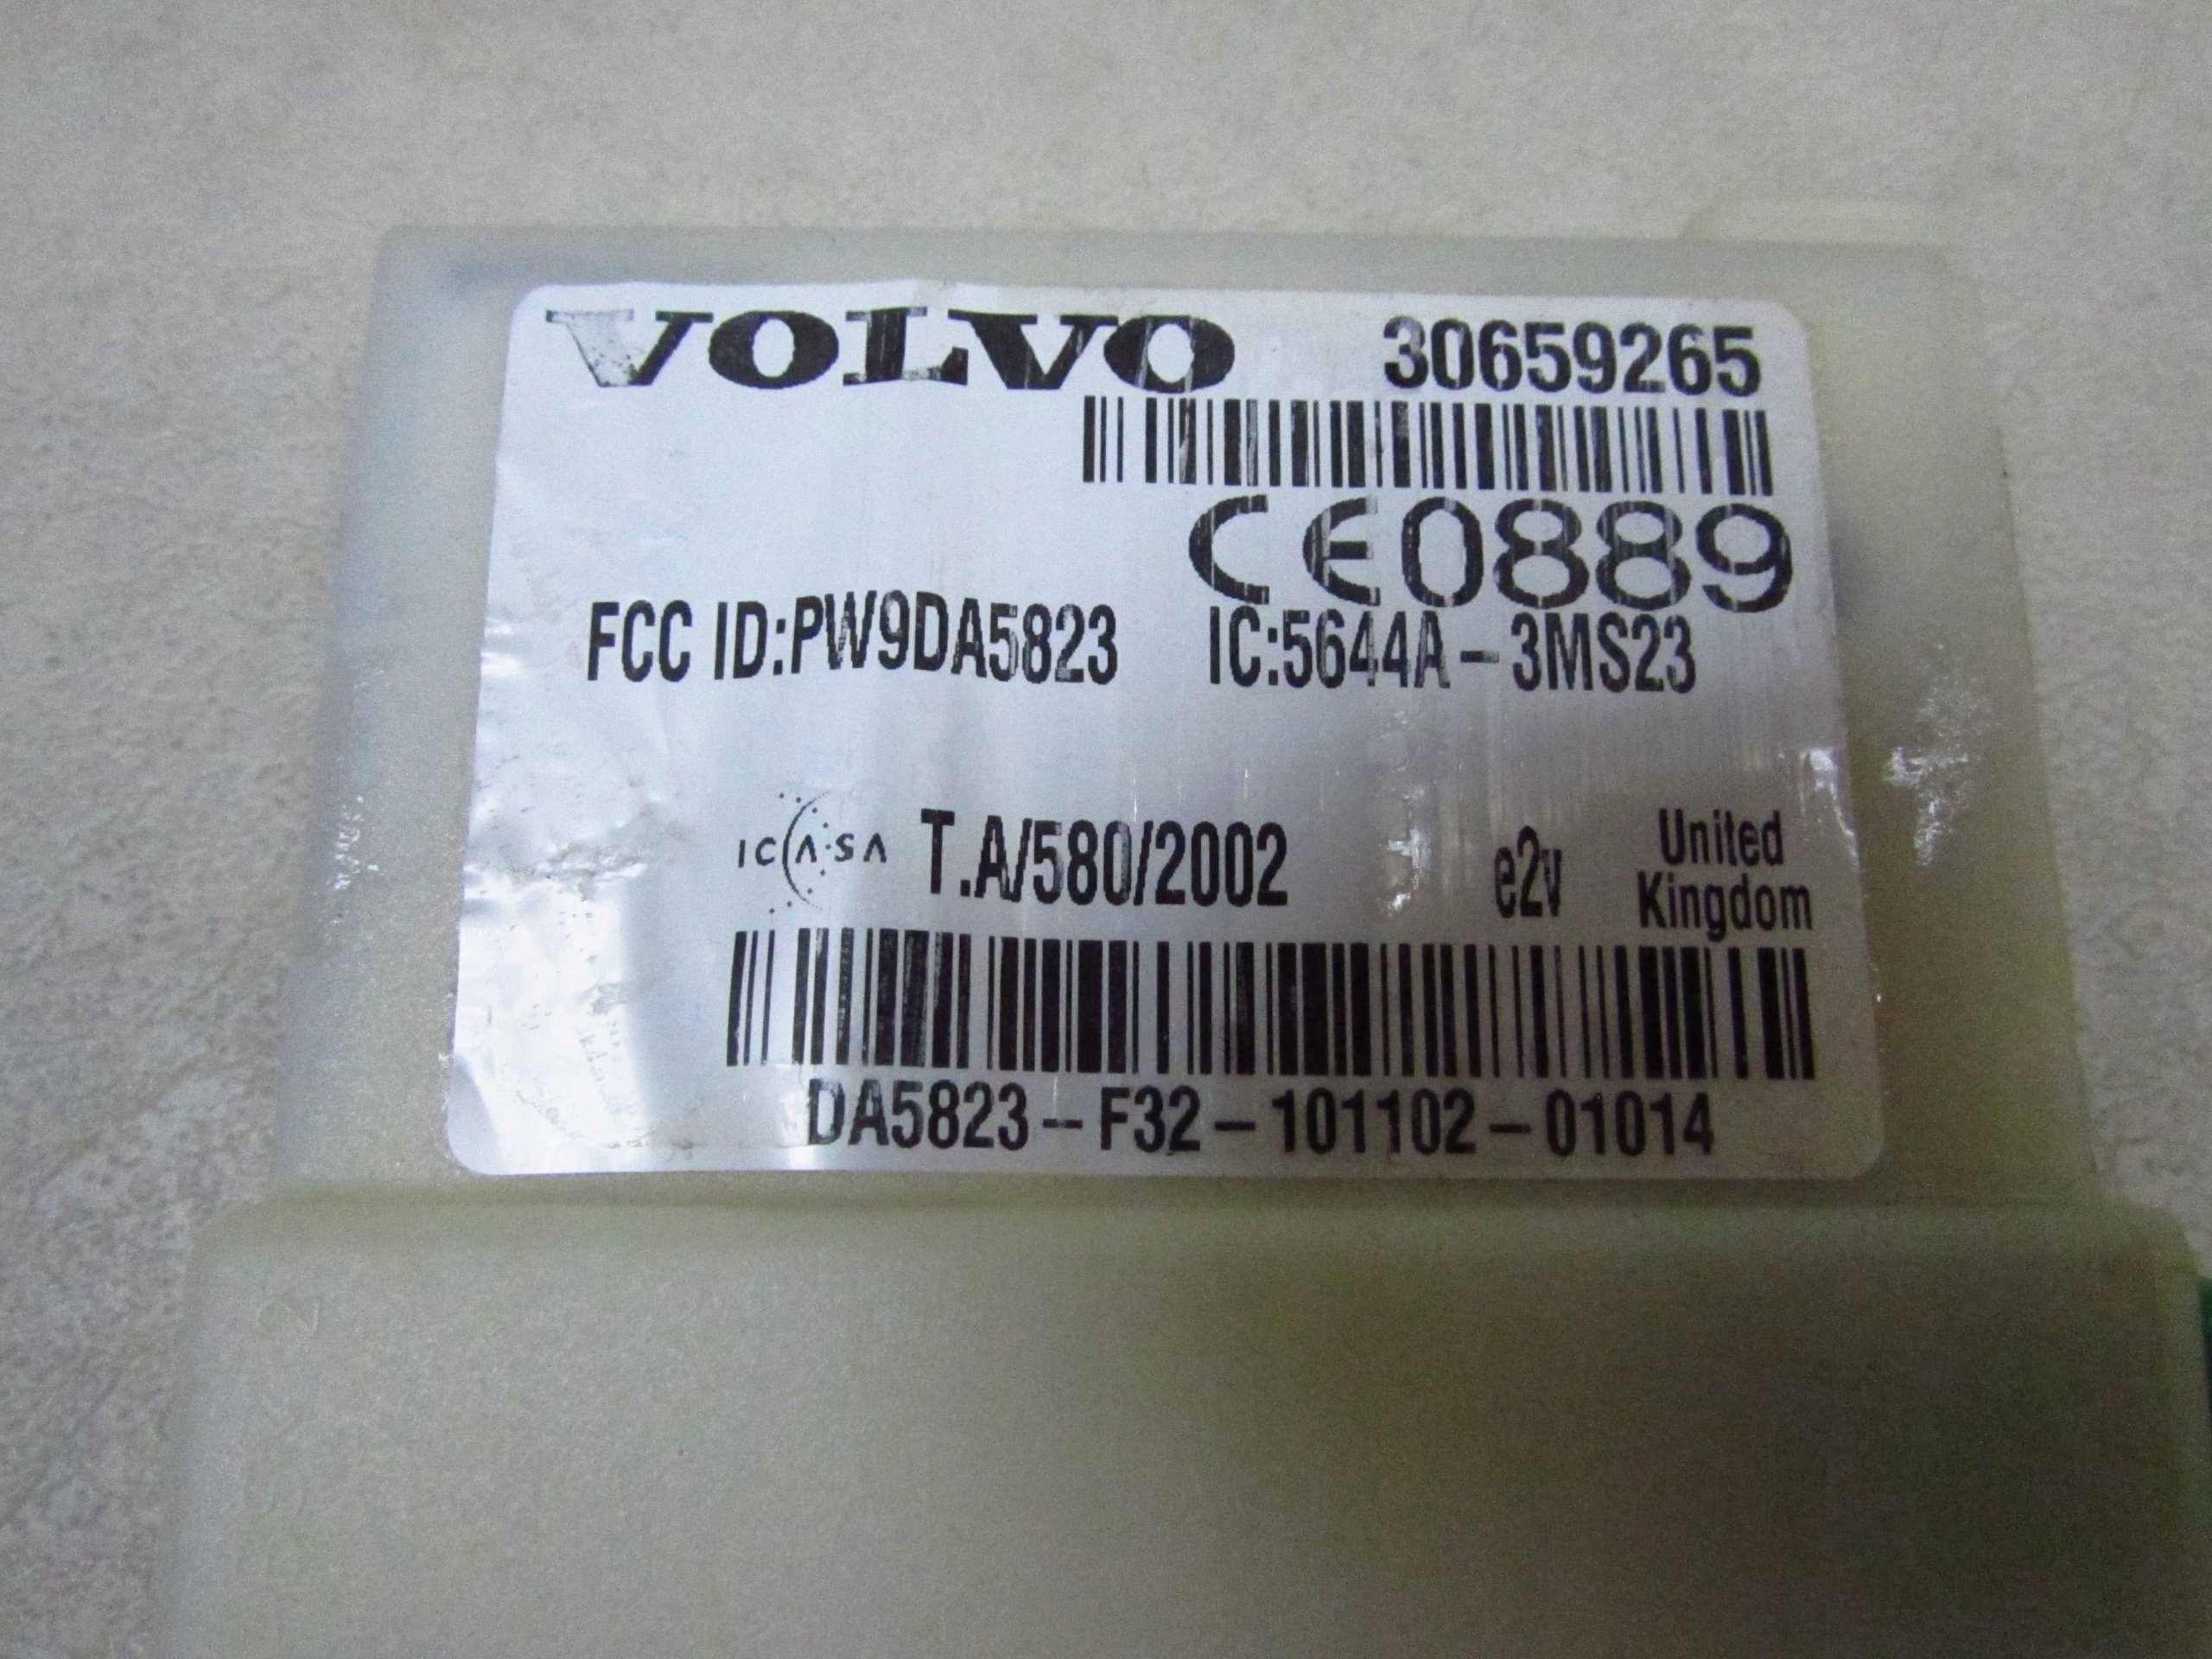 VOLVO 30659265
CE0889
FCC ID:PW9DA5823 IC:5644A-3MS23
ICASA T.A/580/2002 e2v United
Kingdom
DA5823-F32-101102-01014